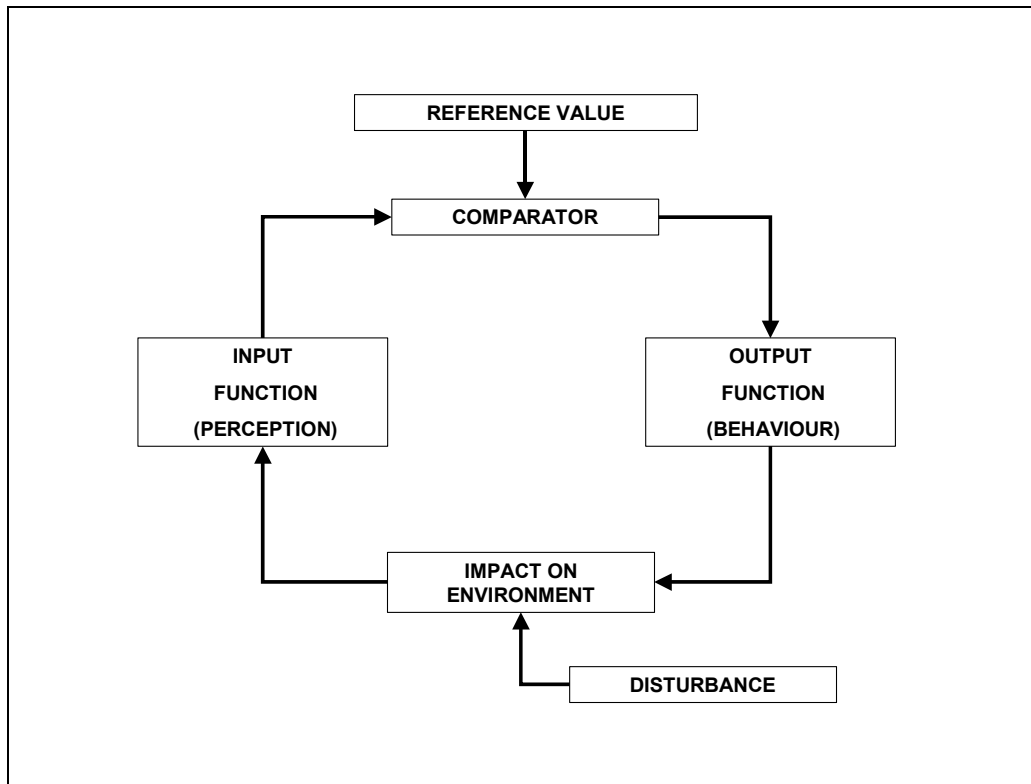 REFERENCE VALUE
COMPARATOR
INPUT
FUNCTION
(PERCEPTION)
OUTPUT
FUNCTION
(BEHAVIOUR)
IMPACT ON
ENVIRONMENT
DISTURBANCE